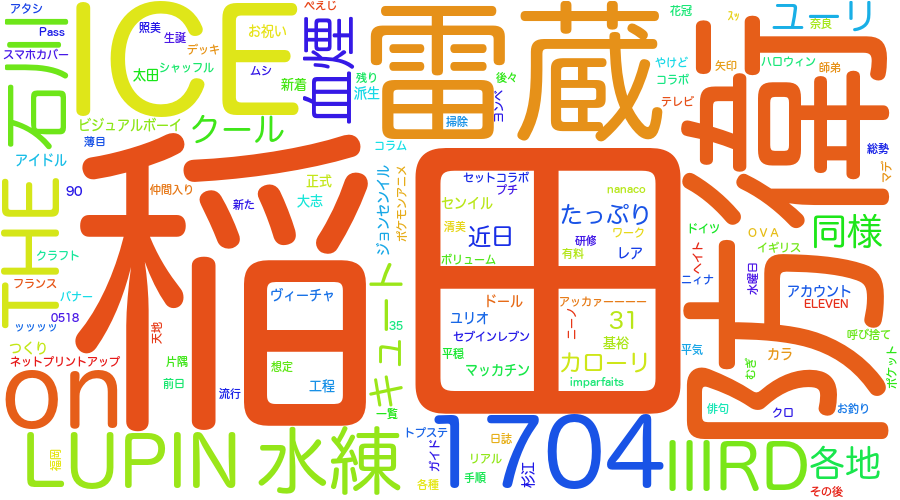 アタシ
Pass
スマホカバー
石川
ICE
照美
生誕
デッキ
お祝い
太田
シャッフル
ムシ
新着
ビジュアルボーイ
クール
薄目
ぺえじ
血煙
残り
派生
コラム
雷蔵
後々
ヨンペ
掃除
花冠
やけど
コラボ
テレビ
ユーリ
奈良
ｽｯ
矢印
ハロウィン
師弟
総勢
マテ
阿偉守
アイドル
THE
90
仲間入り
新た
正式
大志
ジョンセンイル
ポケモンアニメ
稲田
セットコラボ
プチ
センイル
清美
近日
ボリューム
nanaco
たっぷり
研修
ワーク
有料
レア
ドイツ
ＯＶＡ
イギリス
同様
ヘイト
水曜日
クラフト
フランス
バナー
0518
ッッッッ
つくり
ネットプリントアップ
天地
片隅
前日
ヴィーチャ
想定
工程
流行
キュート
35
一覧
ドール
ユリオ
セブインレブン
平穏
マッカチン
アッカァーーーー
ニーノ
31
基裕
カローリ
imparfaits
ニィナ
アカウント
ELEVEN
呼び捨て
平気
カラ
むぎ
ポケット
俳句
クロ
お釣り
on
LUPIN
水練
トプステ
ガイド
各種
1704
日誌
リアル
手順
杉江
IIIRD
各地
その後